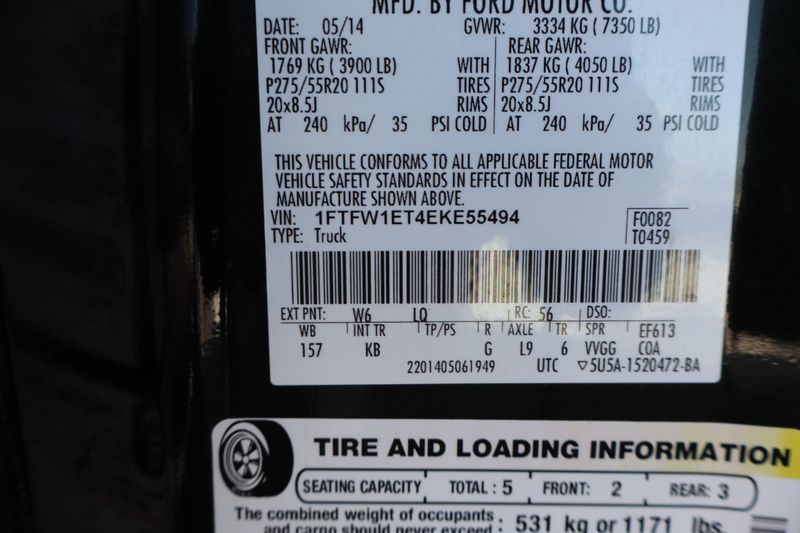 MFD. BY FORD MOTOR CO.
DATE: 05/14 GVWR: 3334 KG ( 7350 LB)
FRONT GAWR: REAR GAWR:
1769 KG ( 3900 LB) WITH 1837 KG ( 4050 LB) WITH
P275/55R20 111S TIRES P275/55R20 111S TIRES
20x8.5J RIMS 20x8.5J RIMS
AT 240 kPa/ 35 PSI COLD AT 240 kPa/ 35 PSI COLD
THIS VEHICLE CONFORMS TO ALL APPLICABLE FEDERAL MOTOR
VEHICLE SAFETY STANDARDS IN EFFECT ON THE DATE OF
MANUFACTURE SHOWN ABOVE.
VIN: 1FTFW1ET4EKE55494 F0082
TYPE: Truck T0459
EXT PNT: W6 LQ RC: 56 DSO:
WB INT TR TP/PS R AXLE TR SPR EF613
157 KB G L9 6 VVGG COA
2201405061949 UTC ▽5U5A-1520472-BA
TIRE AND LOADING INFORMATION
SEATING CAPACITY TOTAL : 5 FRONT: 2 REAR: 3
The combined weight of occupants
and cargo should never exceed: 531 kg or 1171 lbs.